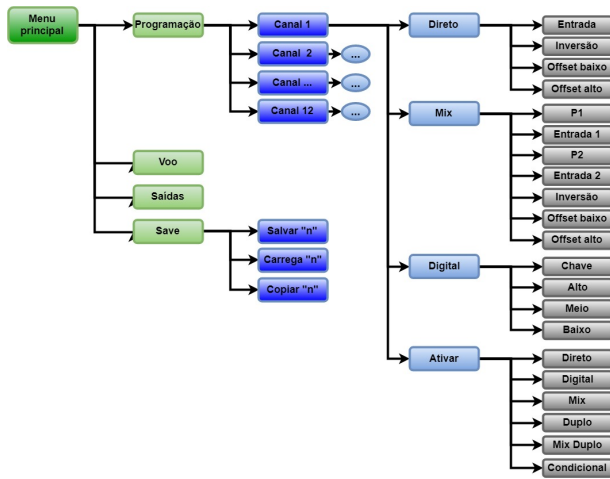 Menu
principal
Programação
Canal 1
Direto
Entrada
Inversão
Offset baixo
Offset alto
Canal 2
...
Canal ...
...
Canal 12
...
Mix
P1
Entrada 1
P2
Entrada 2
Inversão
Offset baixo
Offset alto
Voo
Saídas
Save
Salvar "n"
Carrega "n"
Copiar "n"
Digital
Chave
Alto
Meio
Baixo
Ativar
Direto
Digital
Mix
Duplo
Mix Duplo
Condicional